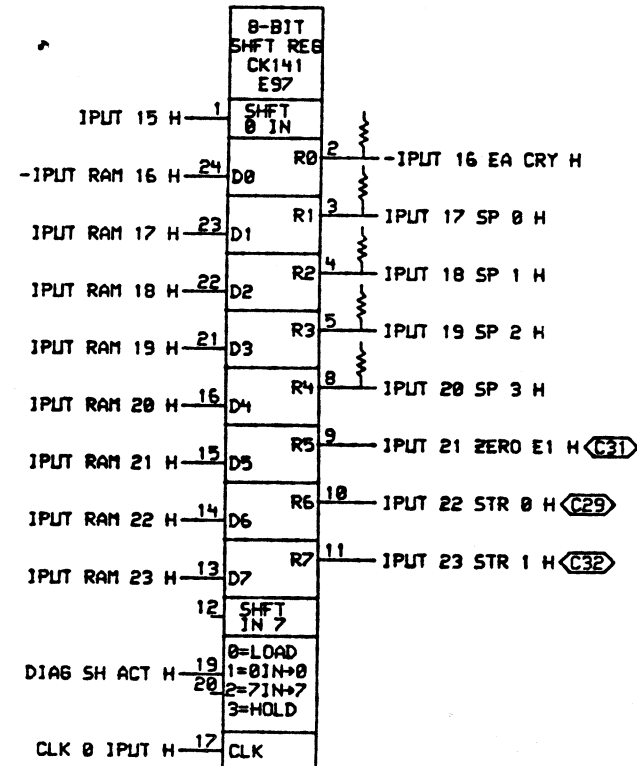 8-BIT
SHFT REG
CK141
E97
IPUT 15 H 1 SHFT
0 IN
R0 2 -IPUT 16 EA CRY H
-IPUT RAM 16 H 24 D0
R1 3 IPUT 17 SP 0 H
IPUT RAM 17 H 23 D1
R2 4 IPUT 18 SP 1 H
IPUT RAM 18 H 22 D2
R3 5 IPUT 19 SP 2 H
IPUT RAM 19 H 21 D3
R4 8 IPUT 20 SP 3 H
IPUT RAM 20 H 16 D4
R5 9 IPUT 21 ZERO E1 H C31
IPUT RAM 21 H 15 D5
R6 10 IPUT 22 STR 0 H C29
IPUT RAM 22 H 14 D6
R7 11 IPUT 23 STR 1 H C32
IPUT RAM 23 H 13 D7
12 SHFT
IN 7
0=LOAD
DIAG SH ACT H 19 1=0IN→0
20 2=7IN→7
3=HOLD
CLK 0 IPUT H 17 CLK